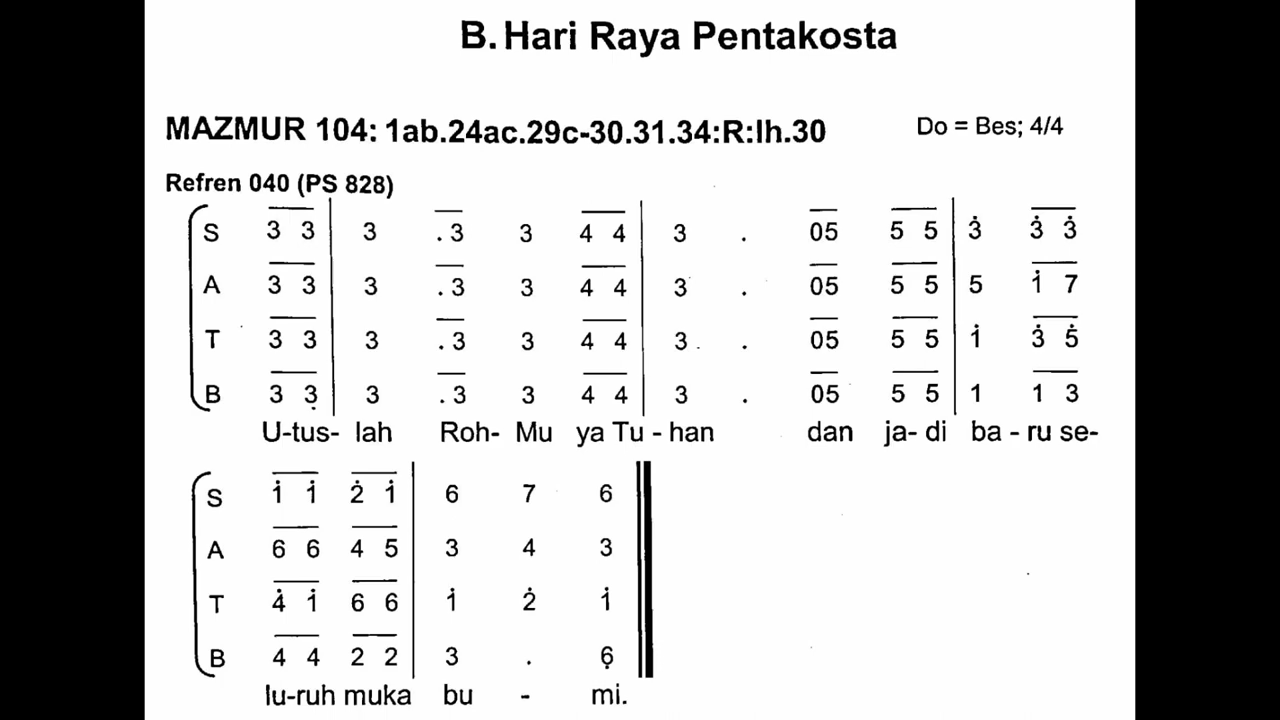 B. Hari Raya Pentakosta
MAZMUR 104: 1ab.24ac.29c-30.31.34:R:lh.30 Do = Bes; 4/4
Refren 040 (PS 828)
S 3 3 | 3 . 3 3 4 4 | 3 . 05 5 5 | 3̇ 3̇ 3̇
A 3 3 | 3 . 3 3 4 4 | 3 . 05 5 5 | 5 1̇ 7
T 3 3 | 3 . 3 3 4 4 | 3 . 05 5 5 | 1̇ 3̇ 5̇
B 3 3̣ | 3 . 3 3 4 4 | 3 . 05 5 5 | 1 1 3
U-tus- lah Roh- Mu ya Tu - han dan ja- di ba - ru se-
S 1̇ 1̇ 2̇ 1̇ | 6 7 6
A 6 6 4 5 | 3 4 3
T 4̇ 1̇ 6 6 | 1̇ 2̇ 1̇
B 4 4 2 2 | 3 . 6̣
lu-ruh muka bu - mi.